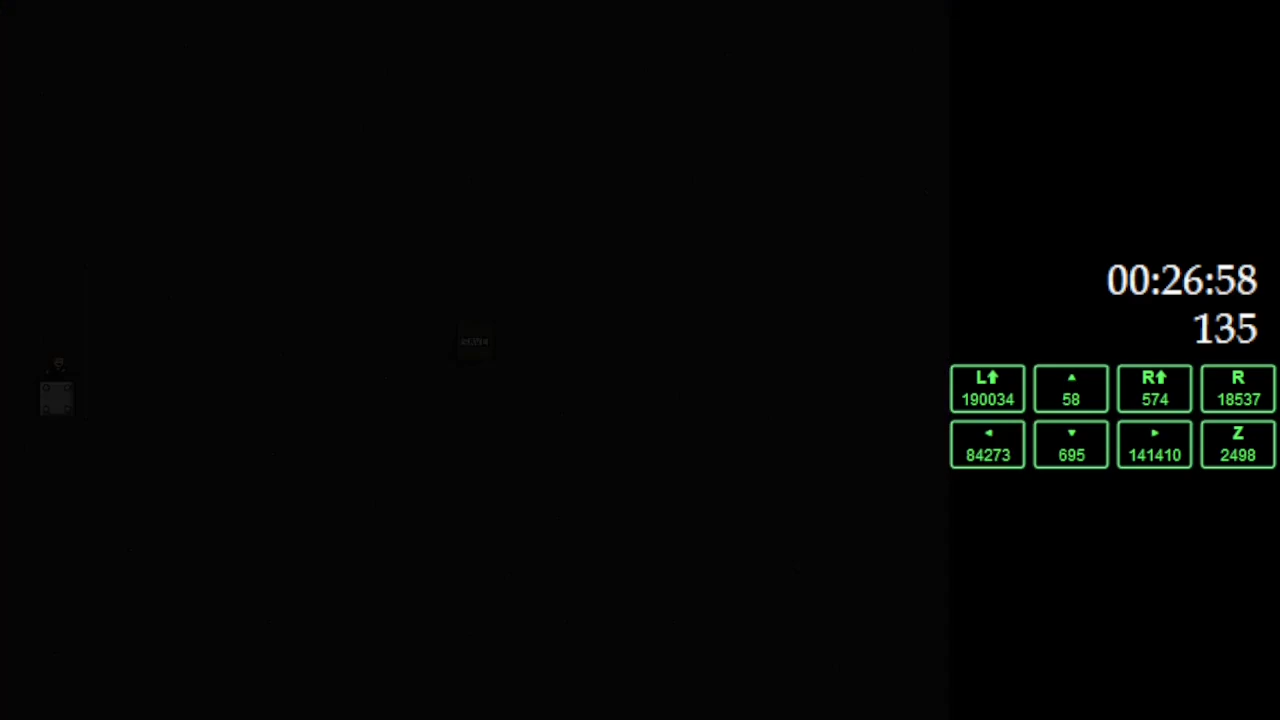 00:26:58
135
L⬆ ▲ R⬆ R
190034 58 574 18537
◄ ▼ ► Z
84273 695 141410 2498